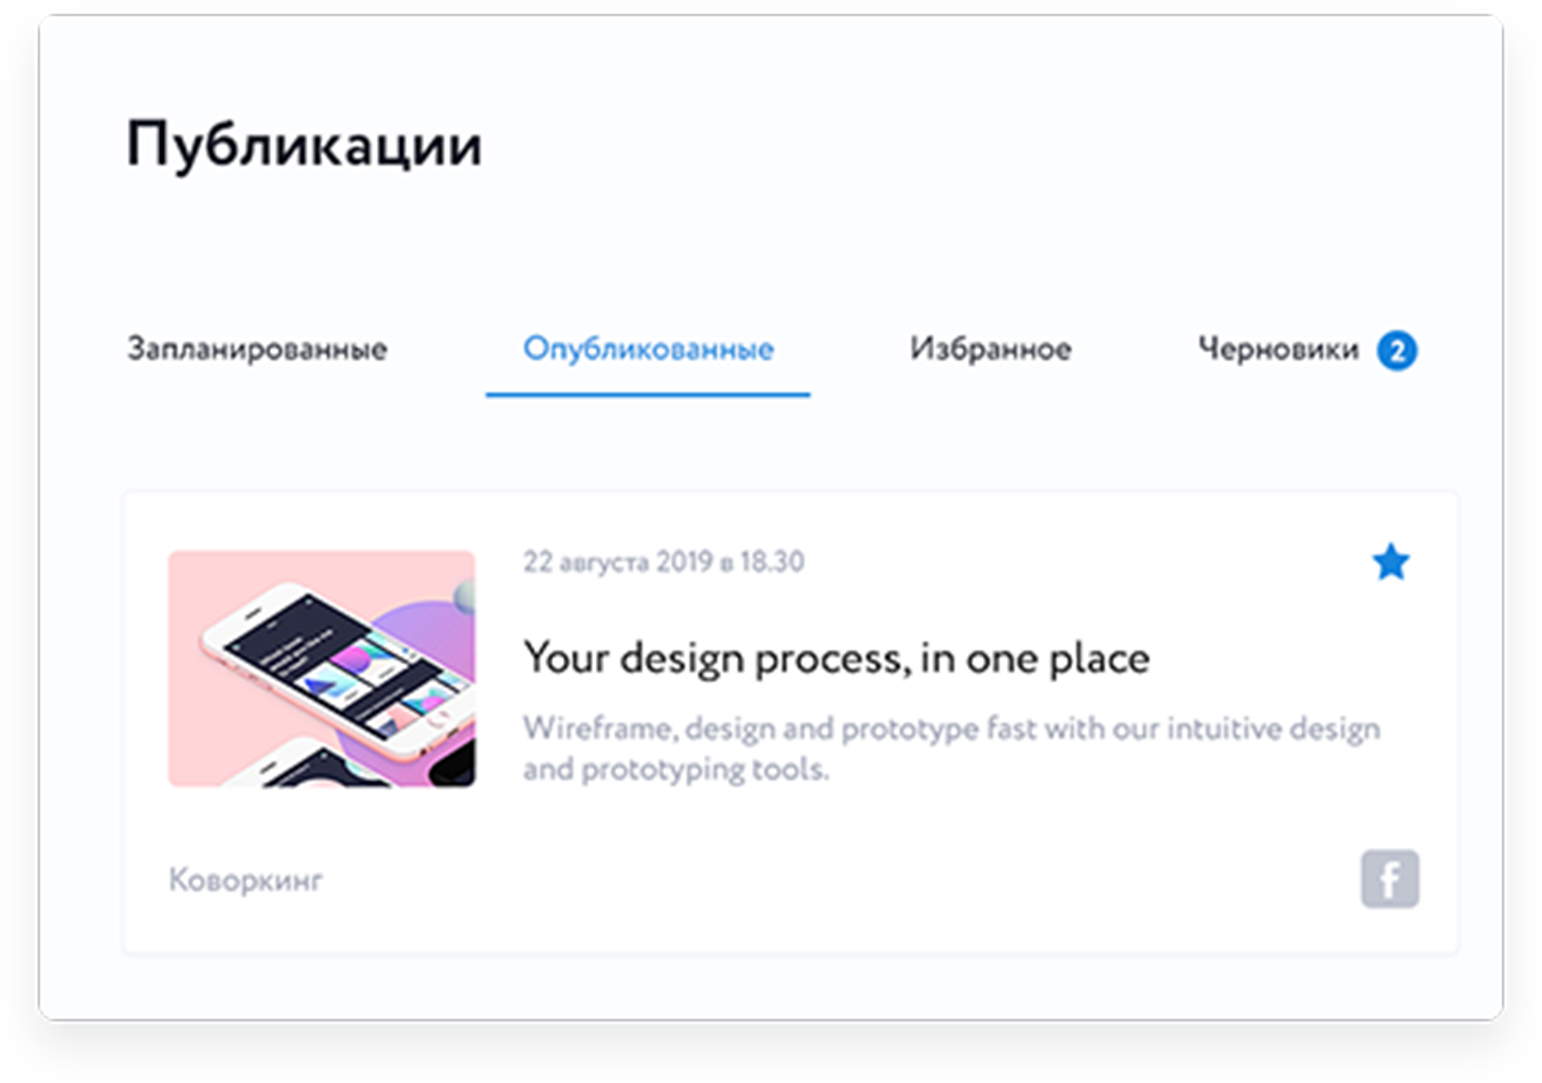 Публикации
Запланированные
Опубликованные
Избранное
Черновики 2
22 августа 2019 в 18.30
Your design process, in one place
Wireframe, design and prototype fast with our intuitive design
and prototyping tools.
Коворкинг
f